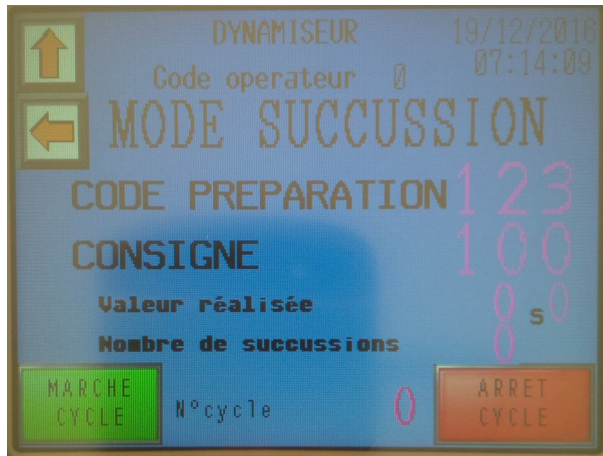 DYNAMISEUR 19/12/2016
Code operateur 0 07:14:09
MODE SUCCUSSION
CODE PREPARATION 123
CONSIGNE 100
Valeur réalisée 0 s 0
Nombre de succussions 0
MARCHE CYCLE
N°cycle 0
ARRET CYCLE